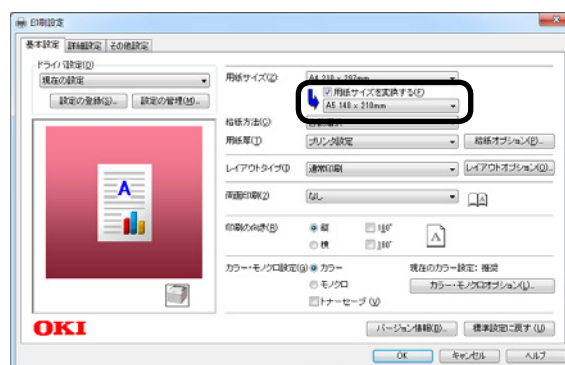 印刷設定
基本設定 詳細設定 その他設定
ドライバ設定(D)
現在の設定
設定の登録(S)... 設定の管理(M)...
用紙サイズ(Z) A4 210 x 297mm
用紙サイズを変換する(F)
A5 148 x 210mm
給紙方法(C) 自動選択
用紙厚(T) プリンタ設定 給紙オプション(P)...
レイアウトタイプ(I) 通常印刷 レイアウトオプション(O)...
両面印刷(2) なし
印刷の向き(R) 縦 180°
横 180°
A
A
カラー・モノクロ設定(G) カラー 現在のカラー設定: 推奨
モノクロ カラー・モノクロオプション(L)...
トナーセーブ(V)
OKI
バージョン情報(B)... 標準設定に戻す(U)
OK キャンセル ヘルプ